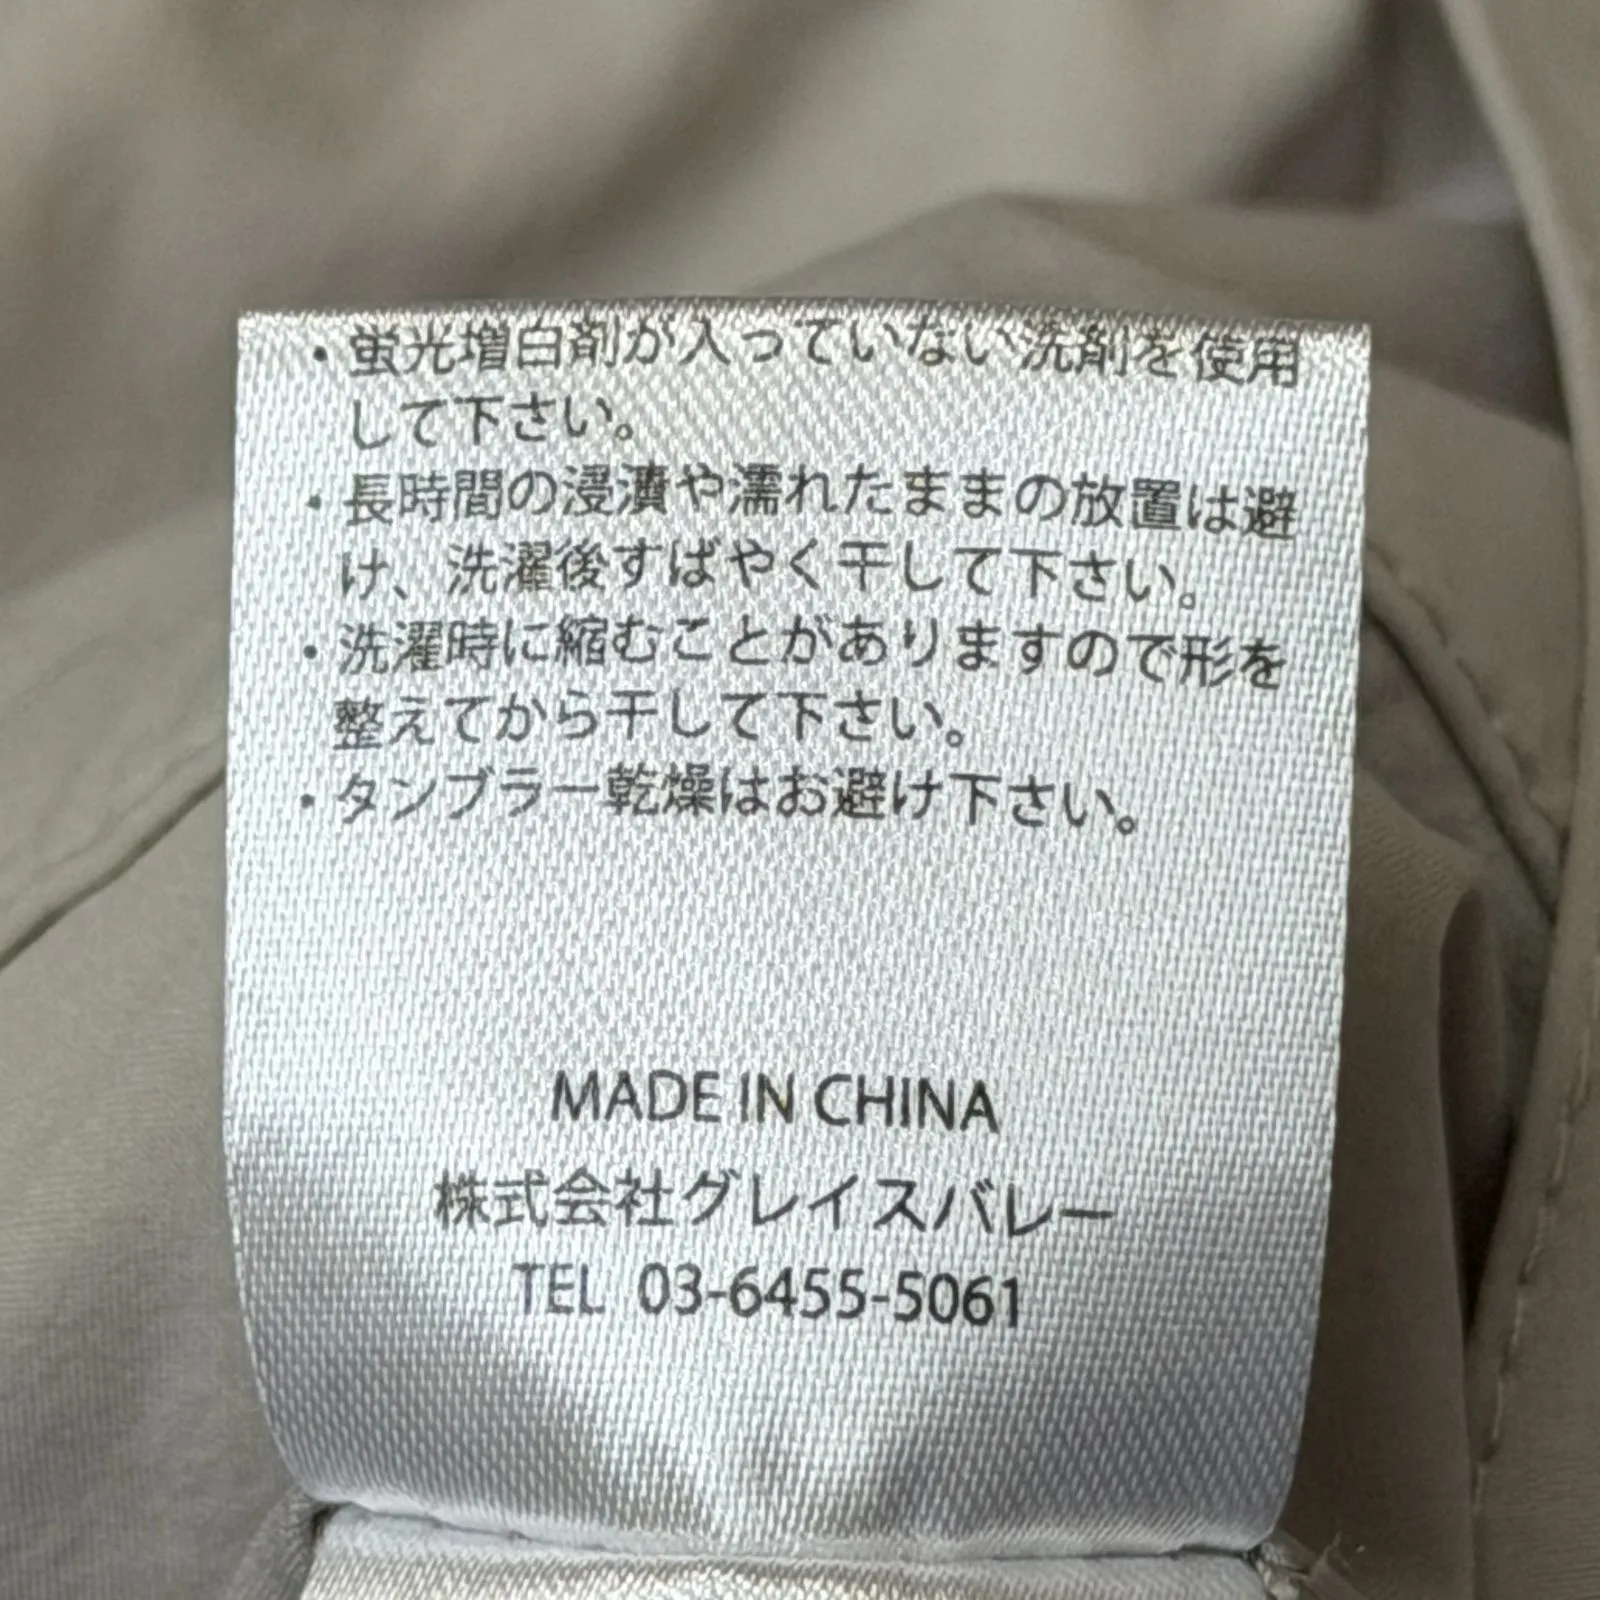 ・蛍光増白剤が入っていない洗剤を使用
して下さい。
・長時間の浸漬や濡れたままの放置は避
け、洗濯後すばやく干して下さい。
・洗濯時に縮むことがありますので形を
整えてから干して下さい。
・タンブラー乾燥はお避け下さい。
MADE IN CHINA
株式会社グレイスバレー
TEL 03-6455-5061